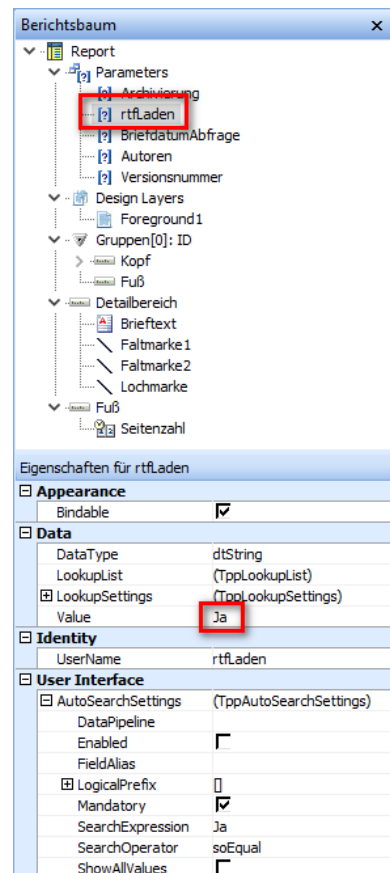 Berichtsbaum
Report
Parameters
Archivierung
rtfLaden
BriefdatumAbfrage
Autoren
Versionsnummer
Design Layers
Foreground1
Gruppen[0]: ID
Kopf
Fuß
Detailbereich
Brieftext
Faltmarke1
Faltmarke2
Lochmarke
Fuß
Seitenzahl
Eigenschaften für rtfLaden
Appearance
Bindable
Data
DataType dtString
LookupList (TppLookupList)
LookupSettings (TppLookupSettings)
Value Ja
Identity
UserName rtfLaden
User Interface
AutoSearchSettings (TppAutoSearchSettings)
DataPipeline
Enabled
FieldAlias
LogicalPrefix []
Mandatory
SearchExpression Ja
SearchOperator soEqual
ShowAllValues